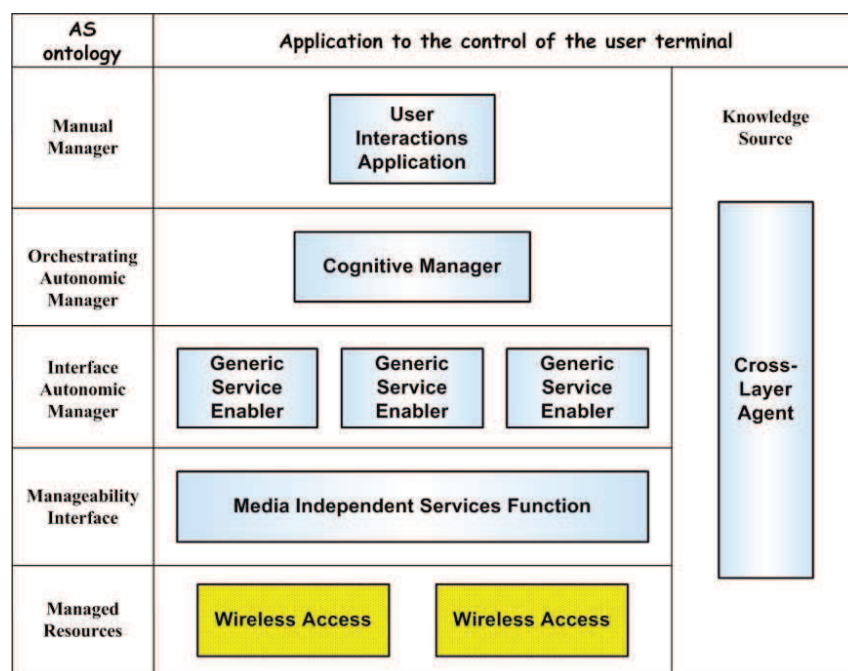 AS
ontology
Application to the control of the user terminal
Manual
Manager
User
Interactions
Application
Knowledge
Source
Orchestrating
Autonomic
Manager
Cognitive Manager
Interface
Autonomic
Manager
Generic
Service
Enabler
Generic
Service
Enabler
Generic
Service
Enabler
Cross-
Layer
Agent
Manageability
Interface
Media Independent Services Function
Managed
Resources
Wireless Access
Wireless Access